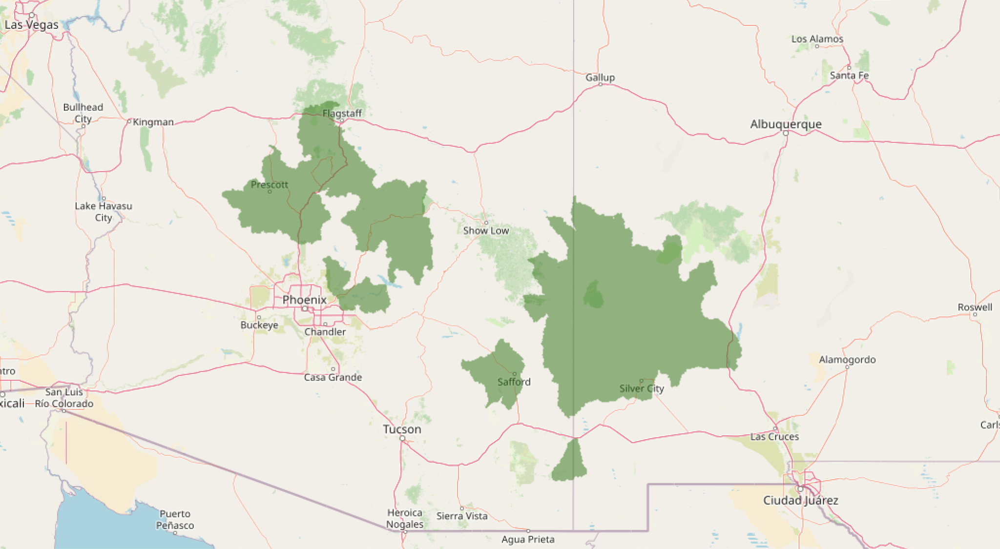 Las Vegas
Los Alamos
Santa Fe
Gallup
Bullhead
City
Kingman
Flagstaff
Albuquerque
Prescott
Lake Havasu
City
Show Low
Phoenix
Roswell
Buckeye
Chandler
Alamogordo
ntro
Casa Grande
Safford
Silver City
San Luis
Río Colorado
xicali
Tucson
Carls
Las Cruces
Ciudad Juárez
Heroica
Nogales
Sierra Vista
Puerto
Peñasco
Agua Prieta